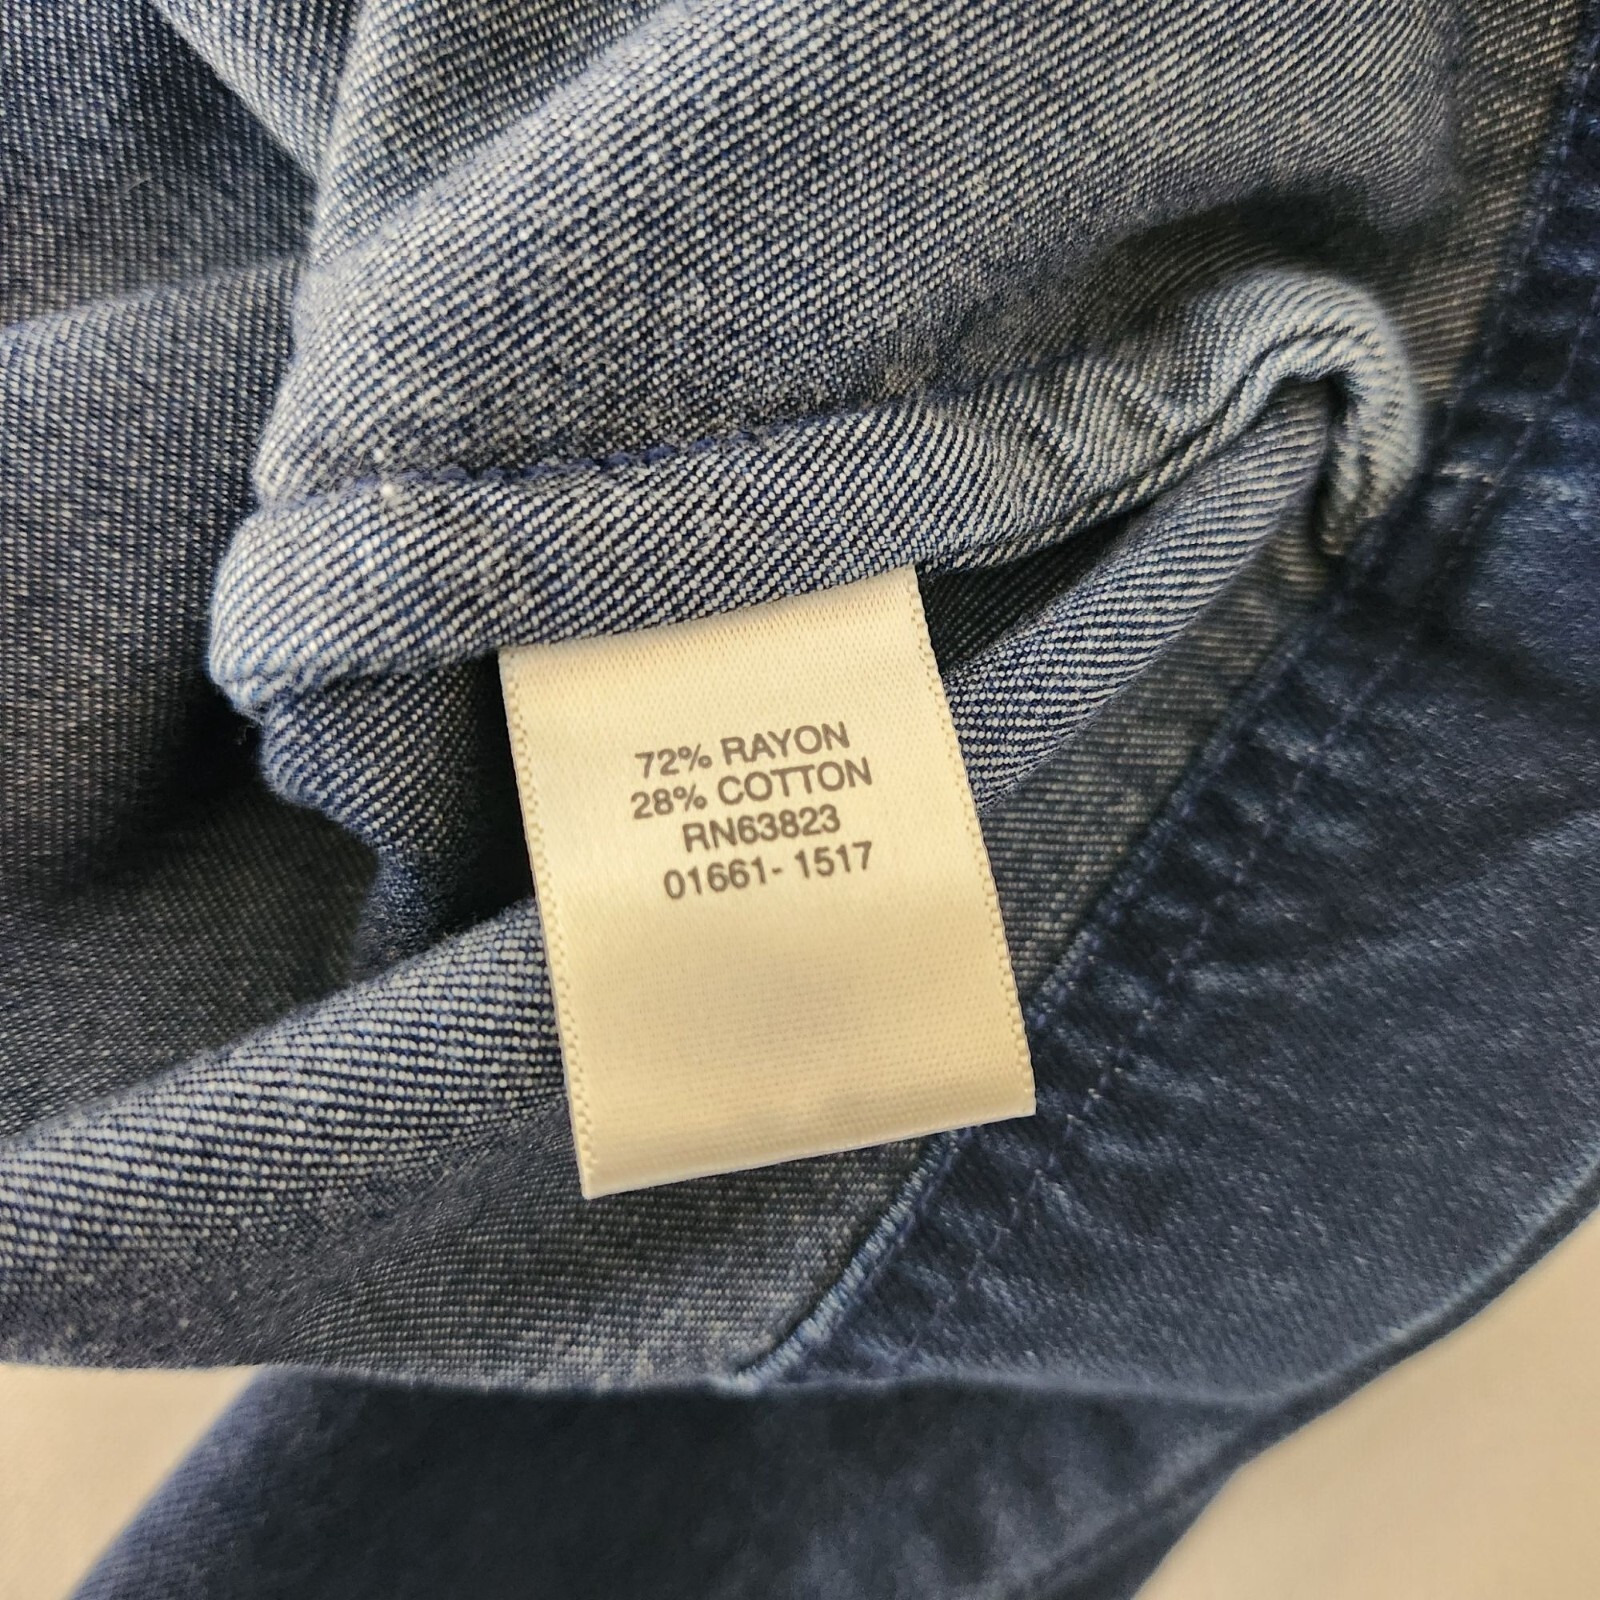 72% RAYON
28% COTTON
RN63823
01661- 1517